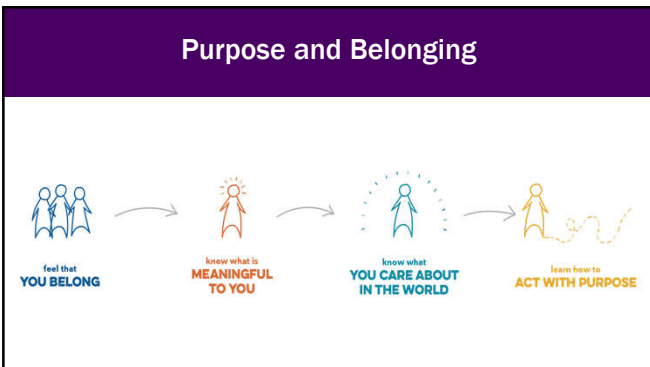 Purpose and Belonging
feel that
YOU BELONG
know what is
MEANINGFUL
TO YOU
know what
YOU CARE ABOUT
IN THE WORLD
learn how to
ACT WITH PURPOSE